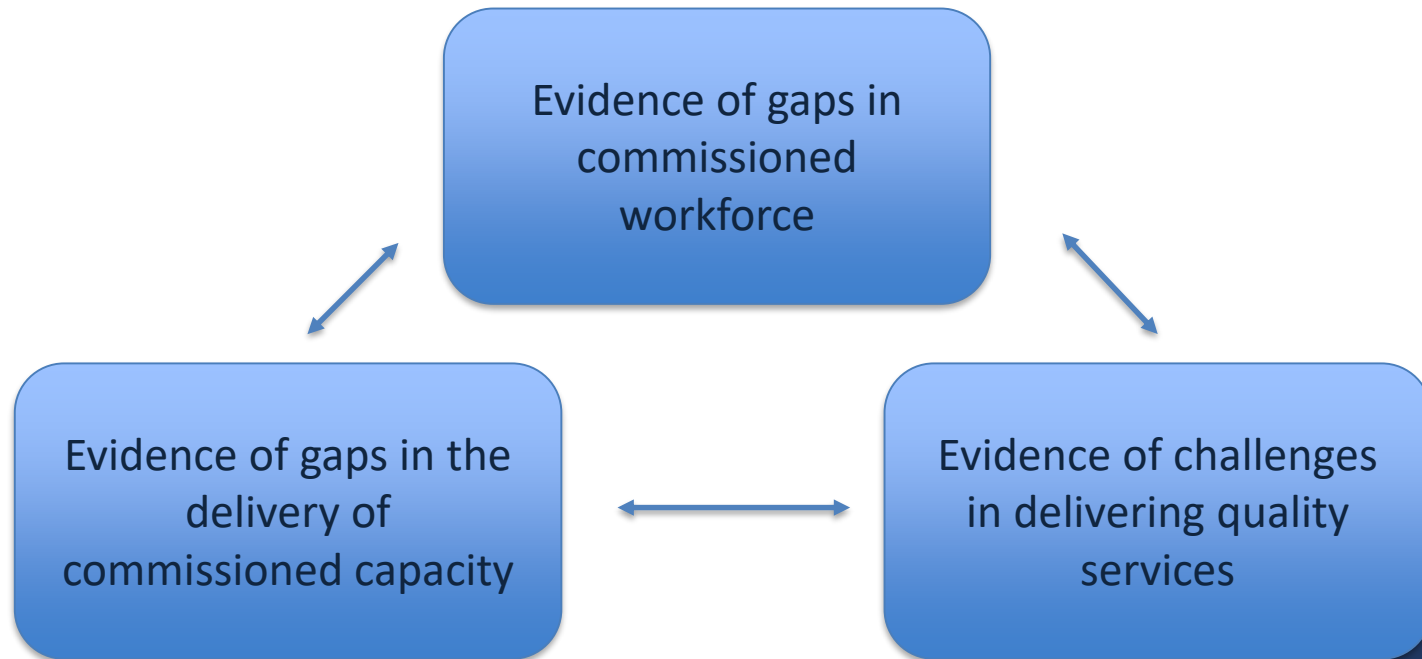 Evidence of gaps in
commissioned
workforce
Evidence of gaps in the
delivery of
commissioned capacity
Evidence of challenges
in delivering quality
services